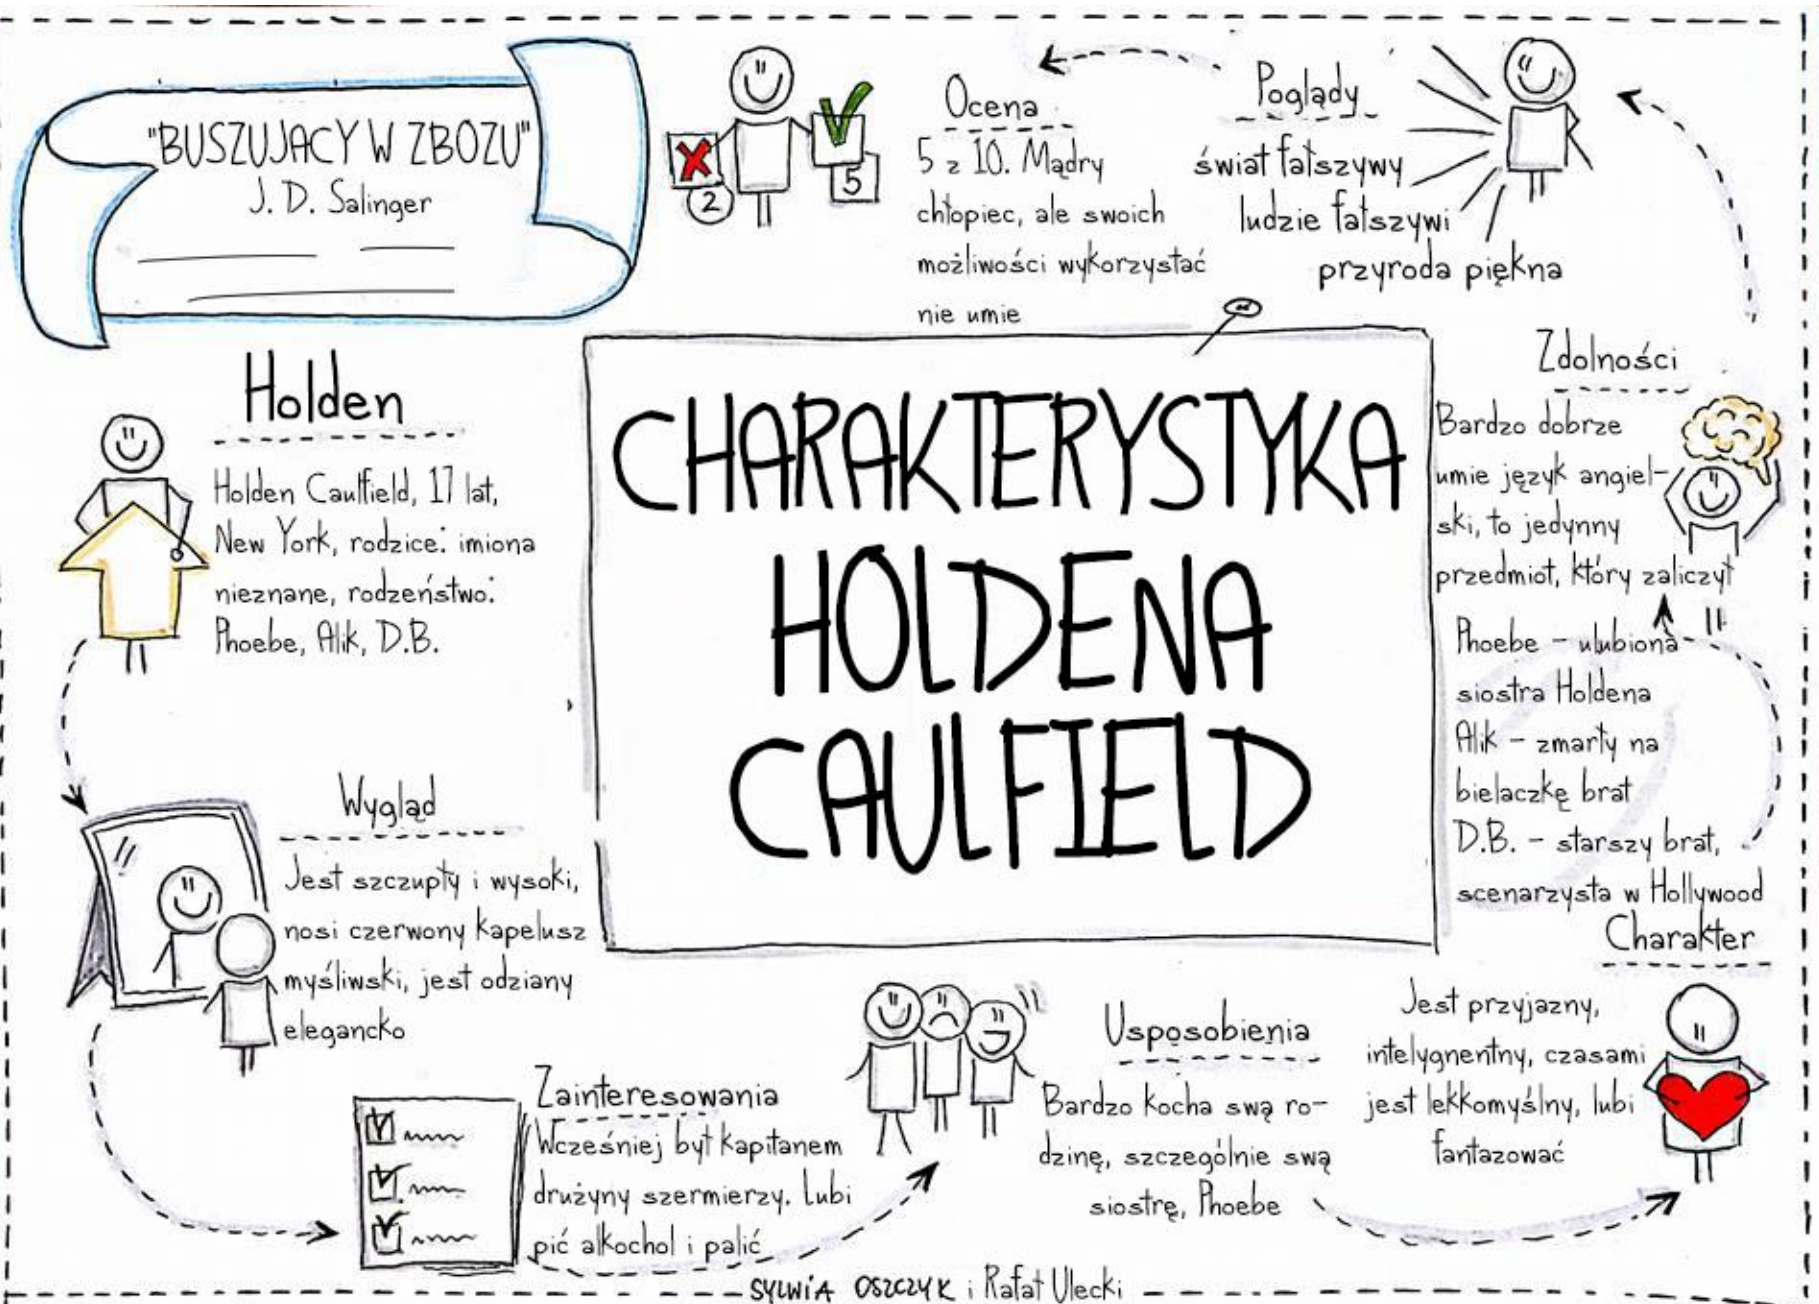 "BUSZUJACY W ZBOZU"
J. D. Salinger
Holden
Holden Caulfield, 17 lat,
New York, rodzice: imiona
nieznane, rodzeństwo:
Phoebe, Alik, D.B.
Wygląd
Jest szczupły i wysoki,
nosi czerwony kapelusz
myśliwski, jest odziany
elegancko
Zainteresowania
Wcześniej był kapitanem
drużyny szermierzy. Lubi
pić alkochol i palić
Usposobienia
Bardzo kocha swą ro-
dzinę, szczególnie swą
siostrę, Phoebe
Charakter
Jest przyjazny,
intelygnentny, czasami
jest lekkomyślny, lubi
fantazować
Zdolności
Bardzo dobrze
umie język angiel-
ski, to jedynny
przedmiot, który zaliczył
Phoebe - ulubiona
siostra Holdena
Alik - zmarły na
bielaczkę brat
D.B. - starszy brat,
scenarzysta w Hollywood
Poglądy
świat fałszywy
ludzie fałszywi
przyroda piękna
Ocena
5 z 10. Mądry
chłopiec, ale swoich
możliwości wykorzystać
nie umie
2
5
CHARAKTERYSTYKA
HOLDENA
CAULFIELD
SYLWIA OSZCZYK i Rafał Ulecki